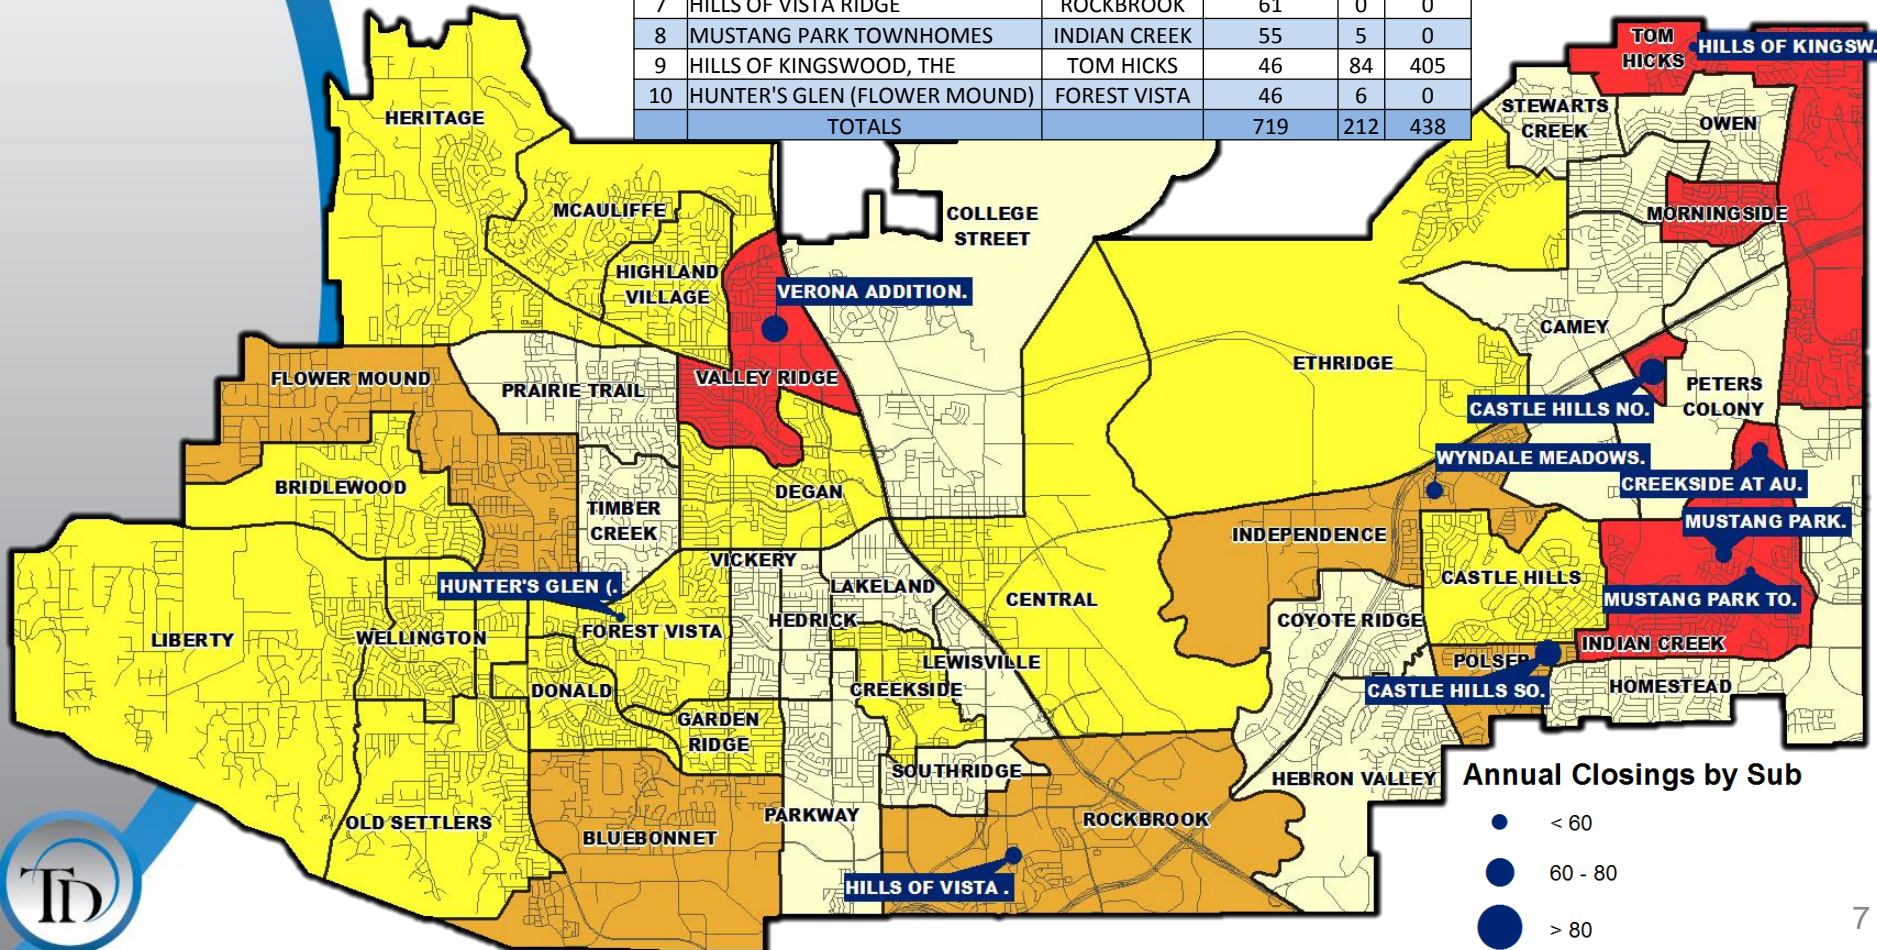 7 HILLS OF VISTA RIDGE ROCKBROOK 61 0 0
8 MUSTANG PARK TOWNHOMES INDIAN CREEK 55 5 0
9 HILLS OF KINGSWOOD, THE TOM HICKS 46 84 405
10 HUNTER'S GLEN (FLOWER MOUND) FOREST VISTA 46 6 0
TOTALS 719 212 438
TOM
HICKS
HILLS OF KINGSW.
HERITAGE
STEWARTS
CREEK
OWEN
MCAULIFFE
COLLEGE
STREET
MORNINGSIDE
HIGHLAND
VILLAGE
VERONA ADDITION.
CAMEY
ETHRIDGE
FLOWER MOUND
PRAIRIE TRAIL
VALLEY RIDGE
PETERS
COLONY
CASTLE HILLS NO.
WYNDALE MEADOWS.
BRIDLEWOOD
DEGAN
CREEKSIDE AT AU.
TIMBER
CREEK
MUSTANG PARK.
INDEPENDENCE
VICKERY
HUNTER'S GLEN (.
LAKELAND
CASTLE HILLS
CENTRAL
MUSTANG PARK TO.
LIBERTY
WELLINGTON
FOREST VISTA
HEDRICK
COYOTE RIDGE
INDIAN CREEK
LEWISVILLE
POLSER
DONALD
CREEKSIDE
CASTLE HILLS SO.
HOMESTEAD
GARDEN
RIDGE
SOUTHRIDGE
HEBRON VALLEY
OLD SETTLERS
BLUEBONNET
PARKWAY
ROCKBROOK
HILLS OF VISTA .
Annual Closings by Sub
< 60
60 - 80
> 80
TD
7